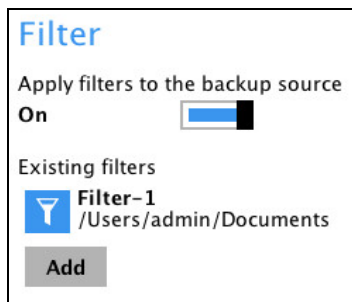 Filter
Apply filters to the backup source
On
Existing filters
Filter-1
/Users/admin/Documents
Add